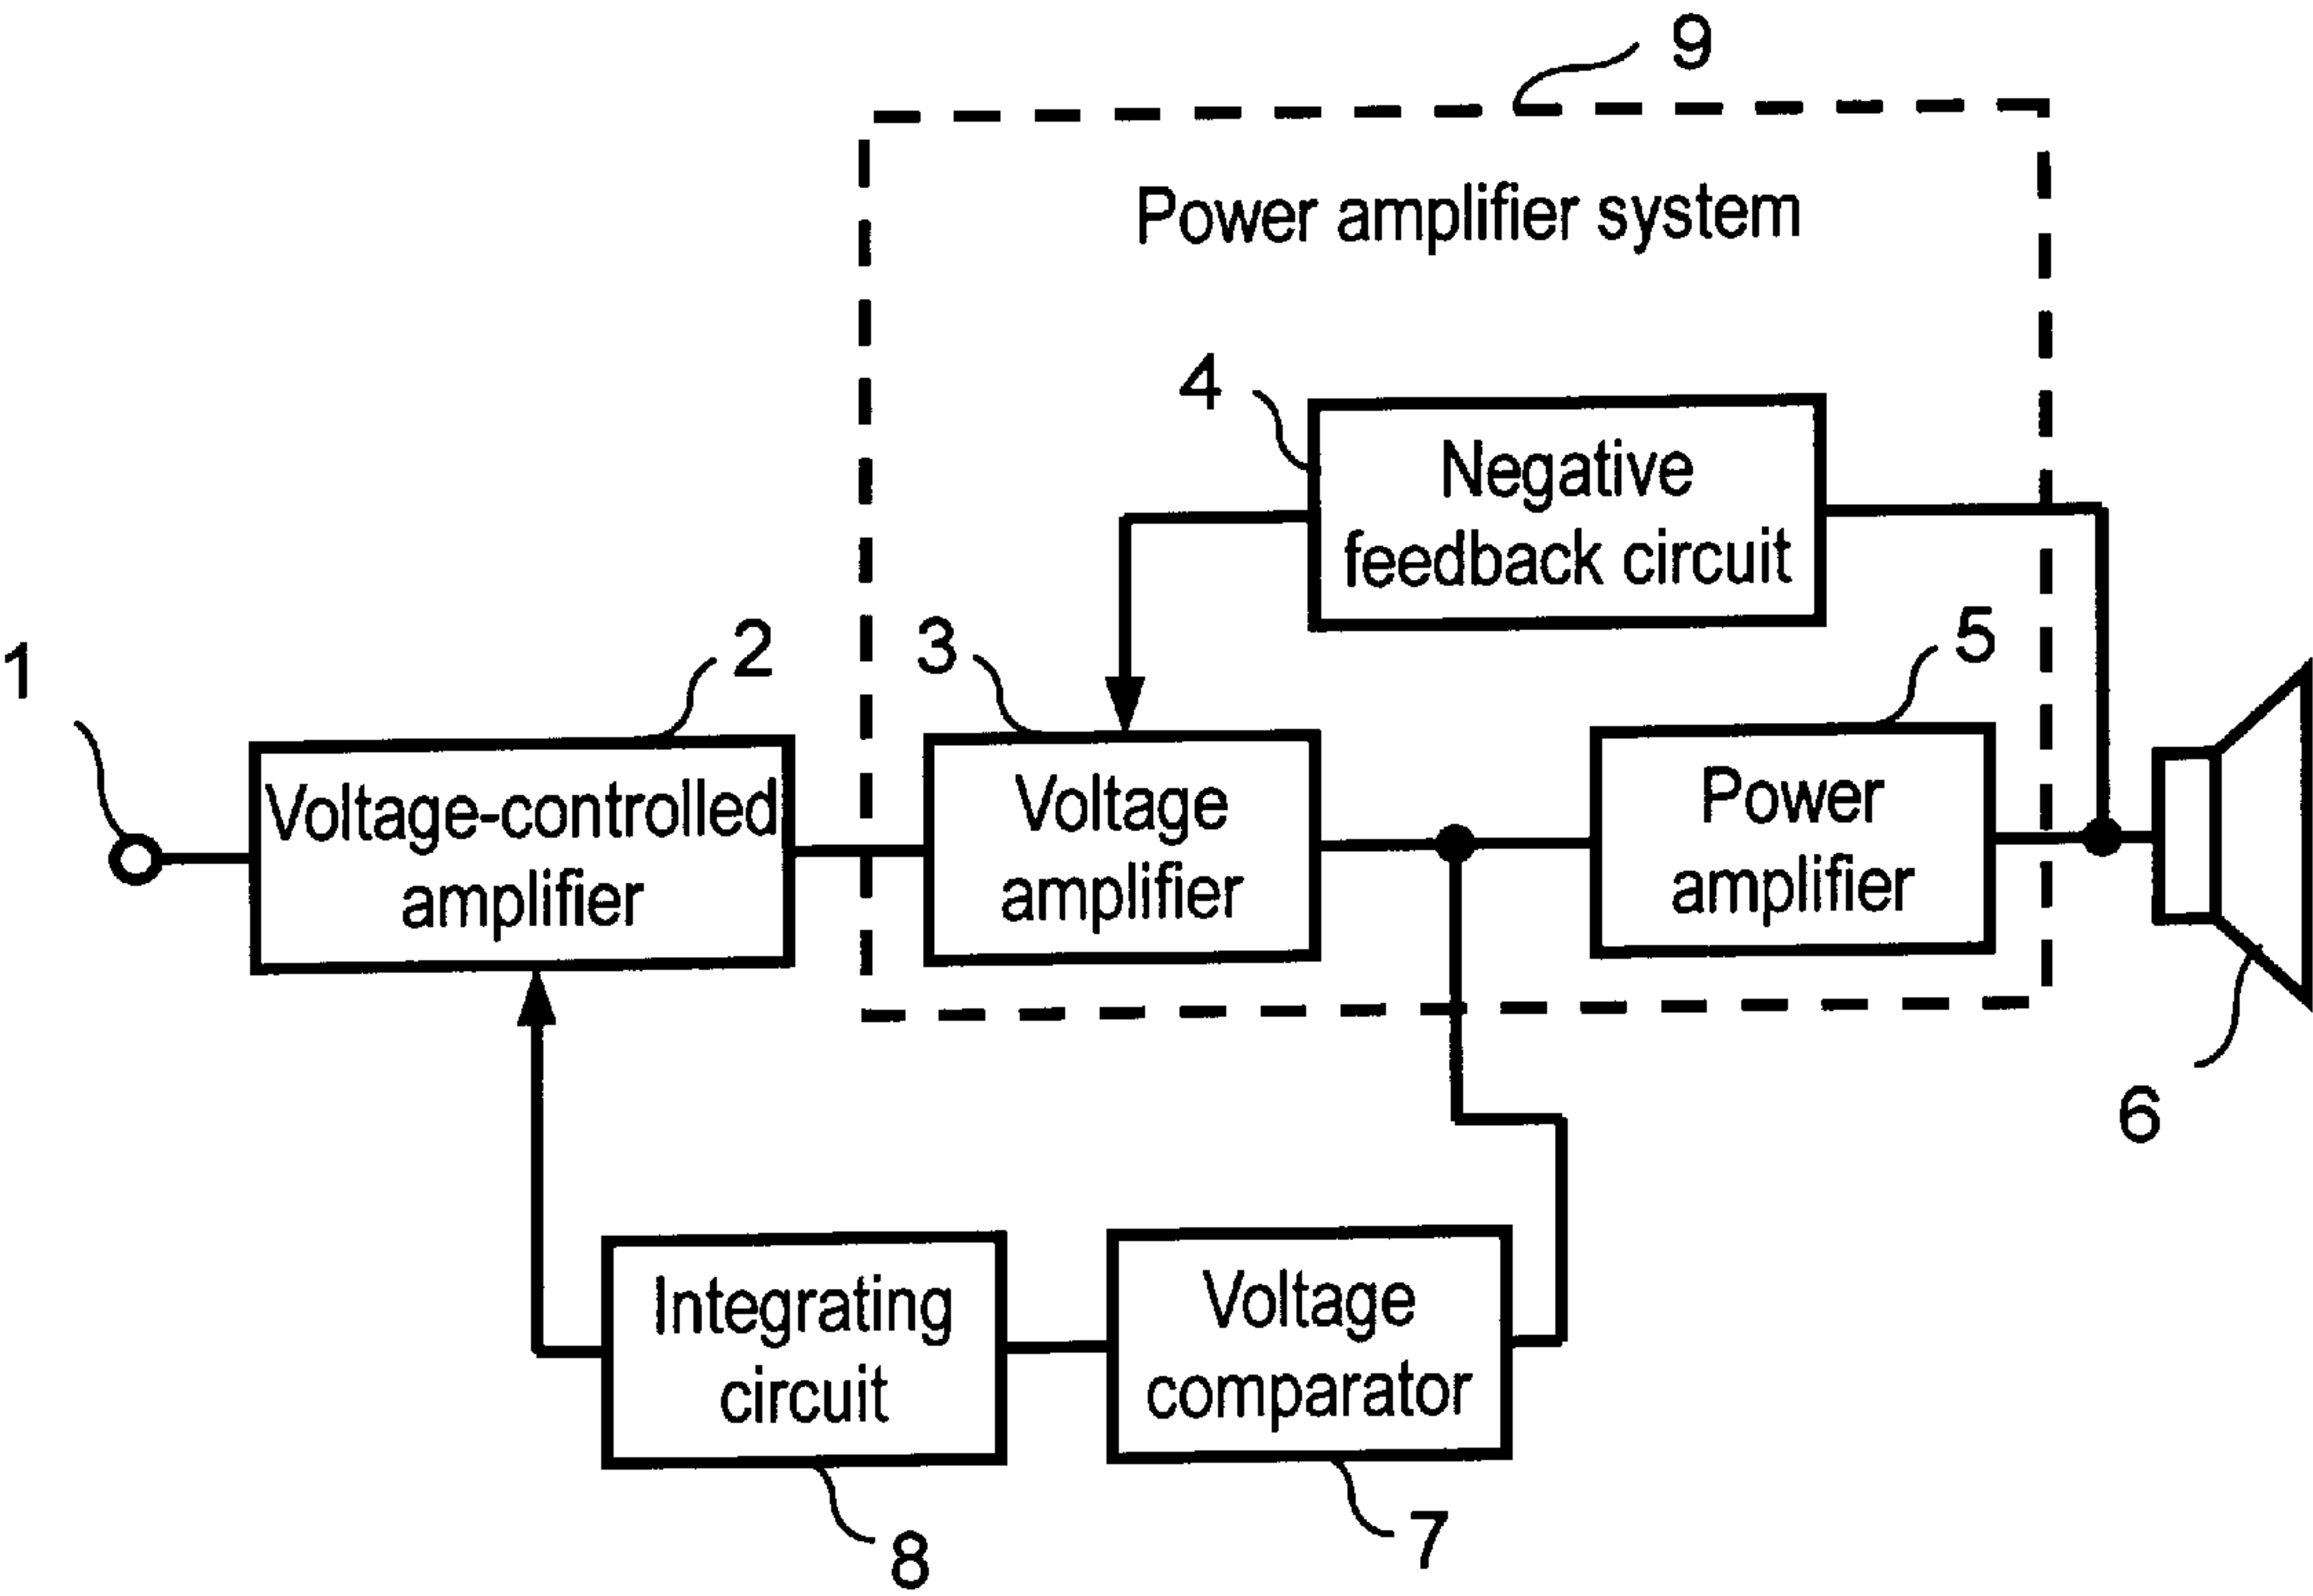 9
Power amplifier system
4
Negative
feedback circuit
1
2
3
5
Voltage-controlled
amplifier
Voltage
amplifier
Power
amplifier
6
Integrating
circuit
Voltage
comparator
8
7